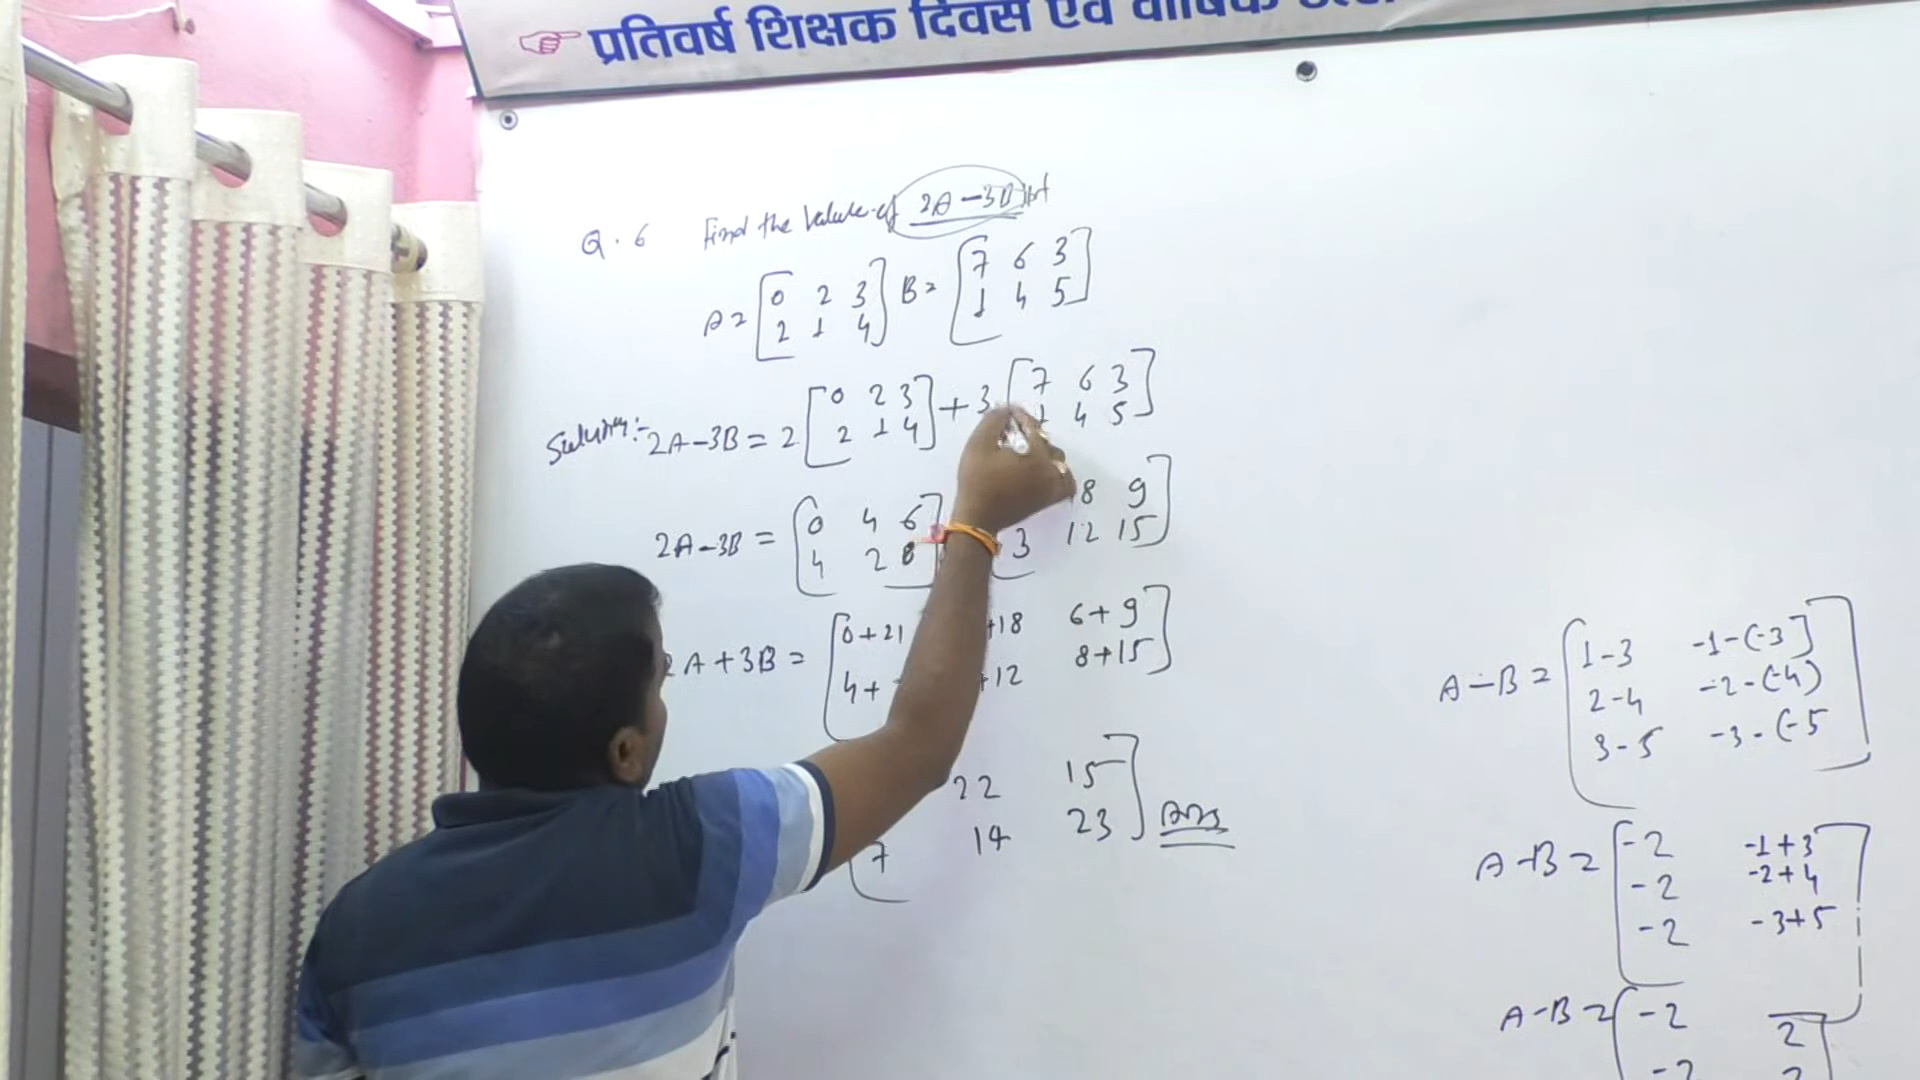 ☞ प्रतिवर्ष शिक्षक दिवस एवं वार्षिक
Q. 6 Find the value of 2A - 3B
A = [0 2 3
2 1 4] B = [7 6 3
1 4 5]
2A - 3B = 2 [0 2 3
2 1 4] + 3 [7 6 3
4 5]
2A - 3B = [0 4 6
4 2 8] 8 9
3 12 15]
A + 3B = [0+21 +18 6+9
4+ +12 8+15]
22 15
7 14 23] Ans
A - B = [1-3 -1-(-3)
2-4 -2-(-4)
3-5 -3-(-5]
A - B = [-2 -1+3
-2 -2+4
-2 -3+5]
A - B = [-2 2
-2 2